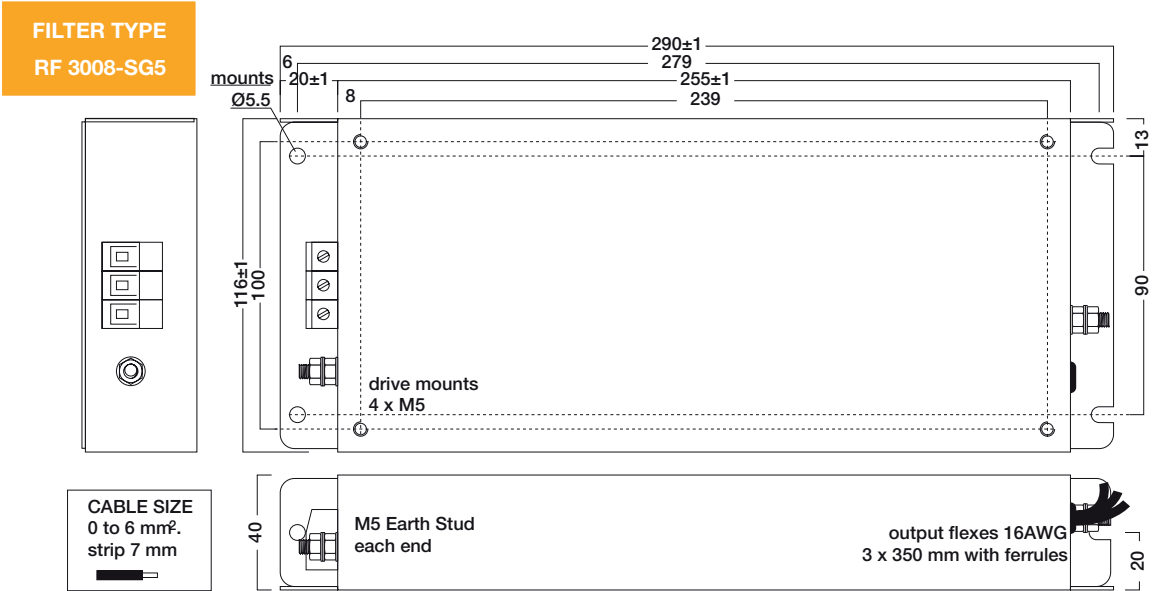 FILTER TYPE
RF 3008-SG5
290±1
6
279
mounts
20±1
255±1
Ø5.5
8
239
13
116±1
100
90
drive mounts
4 x M5
CABLE SIZE
0 to 6 mm².
strip 7 mm
40
M5 Earth Stud
each end
output flexes 16AWG
3 x 350 mm with ferrules
20